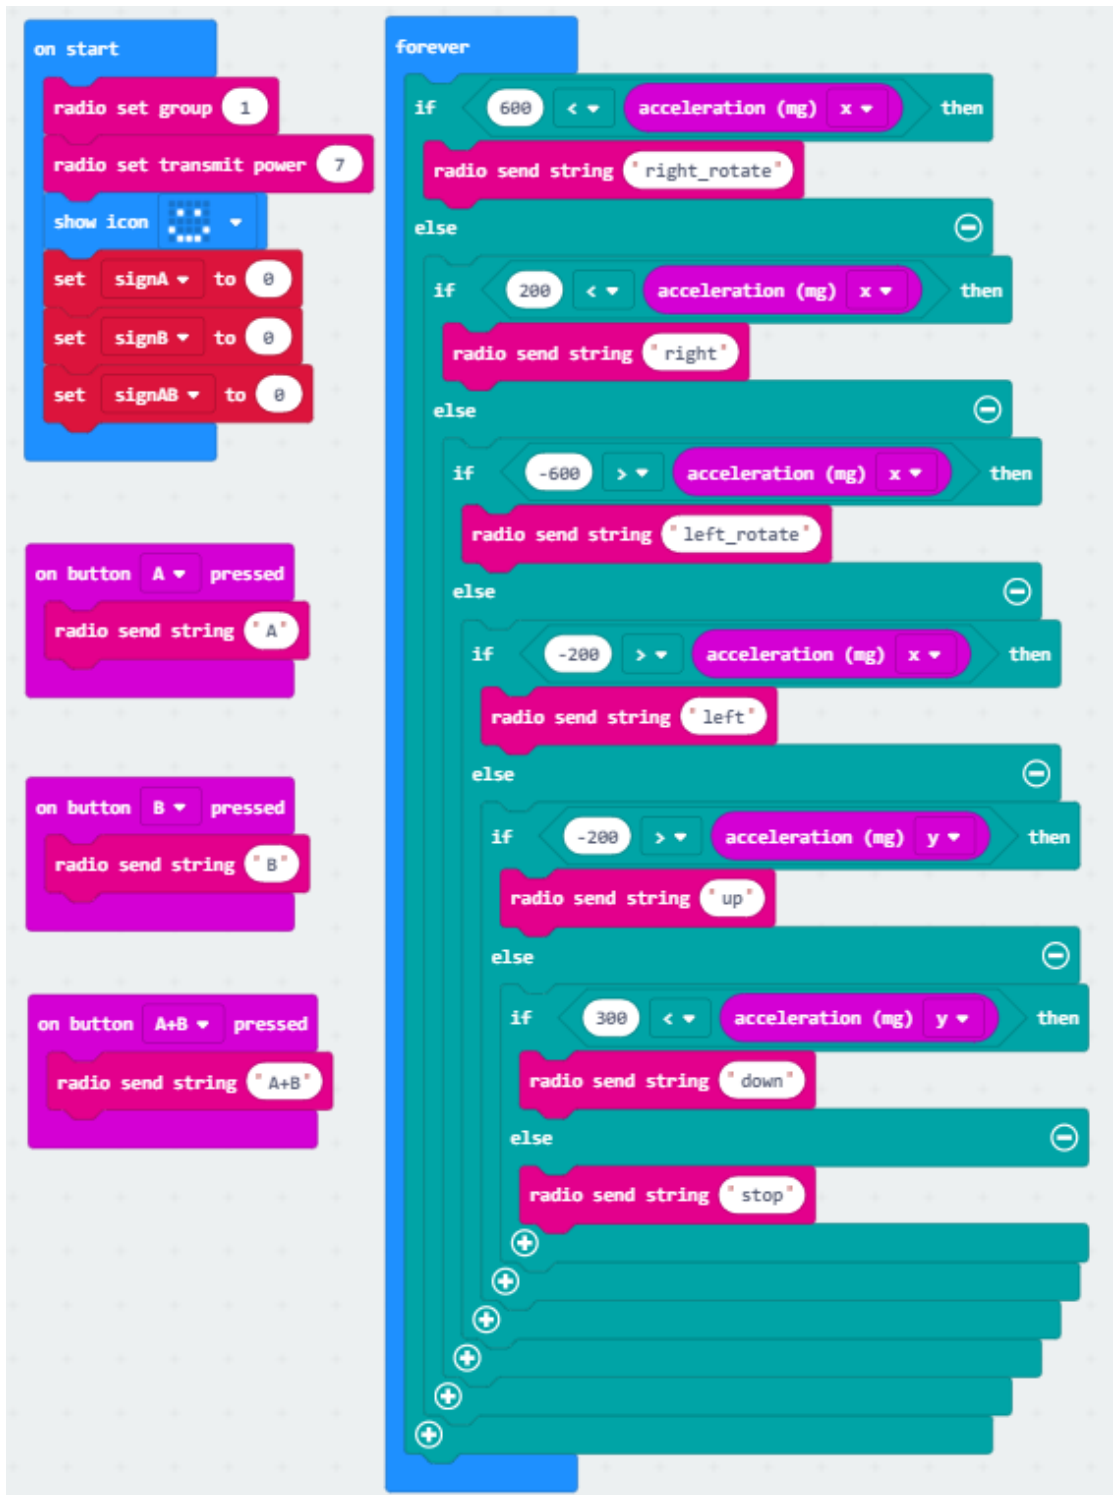 on start
radio set group 1
radio set transmit power 7
show icon
set signA to 0
set signB to 0
set signAB to 0
on button A pressed
radio send string "A"
on button B pressed
radio send string "B"
on button A+B pressed
radio send string "A+B"
forever
if 600 < acceleration (mg) x then
radio send string "right_rotate"
else
if 200 < acceleration (mg) x then
radio send string "right"
else
if -600 > acceleration (mg) x then
radio send string "left_rotate"
else
if -200 > acceleration (mg) x then
radio send string "left"
else
if -200 > acceleration (mg) y then
radio send string "up"
else
if 300 < acceleration (mg) y then
radio send string "down"
else
radio send string "stop"